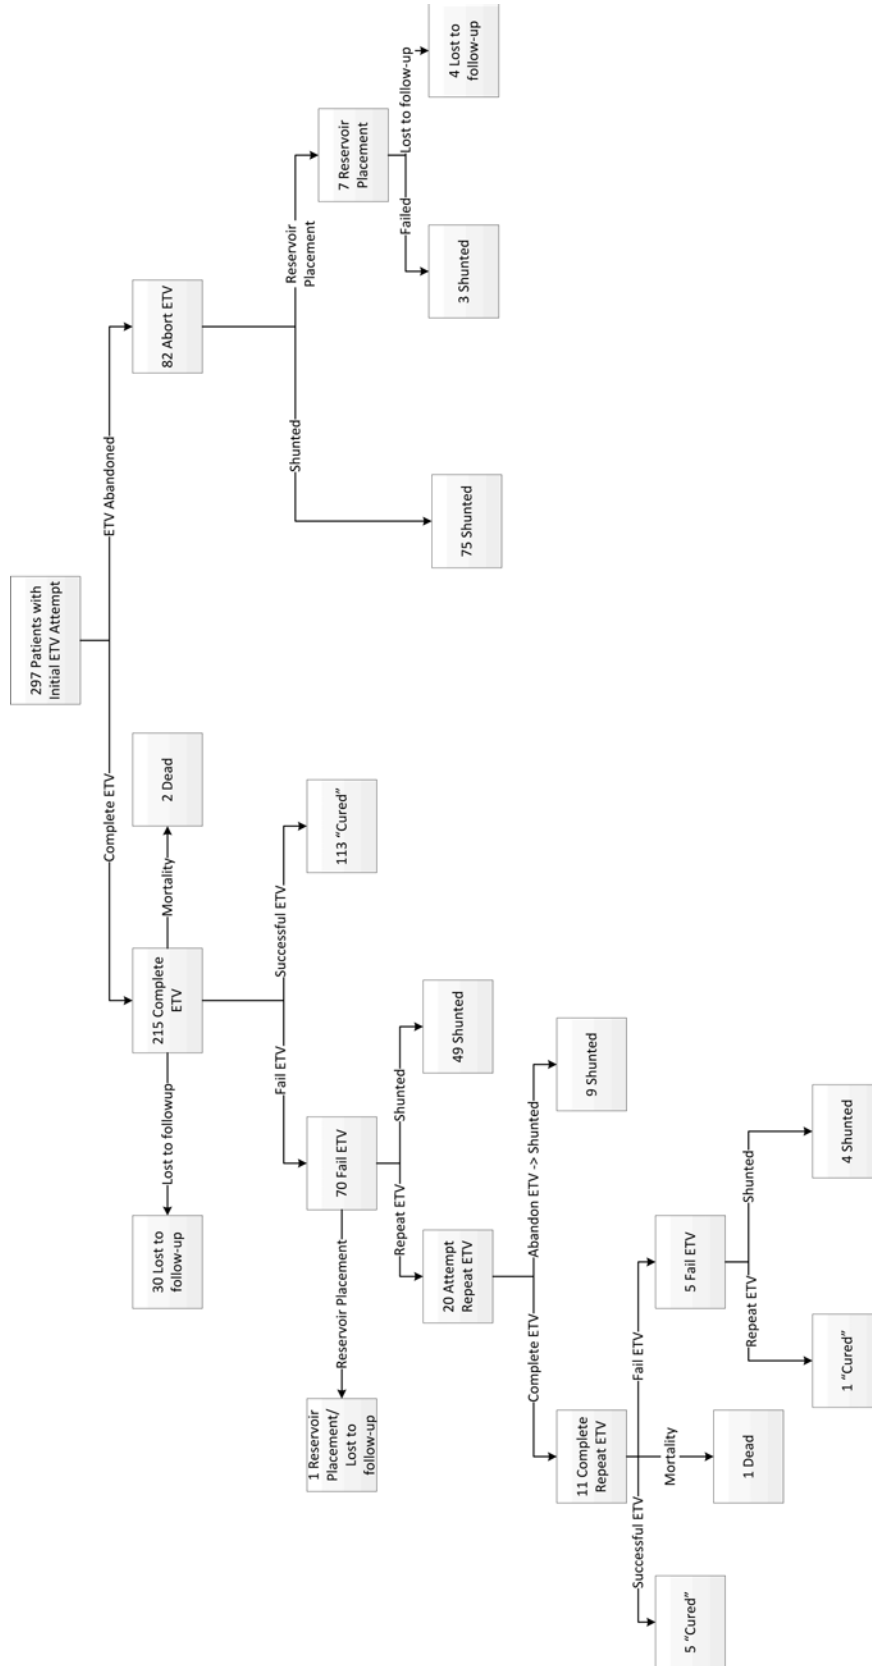 297 Patients with
Initial ETV Attempt
Complete ETV
ETV Abandoned
30 Lost to
follow-up
Lost to followup
215 Complete
ETV
Mortality
2 Dead
82 Abort ETV
Fail ETV
Successful ETV
Shunted
Reservoir
Placement
1 Reservoir
Placement/
Lost to
follow-up
Reservoir Placement
70 Fail ETV
113 “Cured”
7 Reservoir
Placement
Repeat ETV
Shunted
Failed
Lost to follow-up
20 Attempt
Repeat ETV
49 Shunted
75 Shunted
3 Shunted
4 Lost to
follow-up
Complete ETV
Abandon ETV -> Shunted
11 Complete
Repeat ETV
9 Shunted
Successful ETV
Fail ETV
Mortality
5 “Cured”
1 Dead
5 Fail ETV
Repeat ETV
Shunted
1 “Cured”
4 Shunted